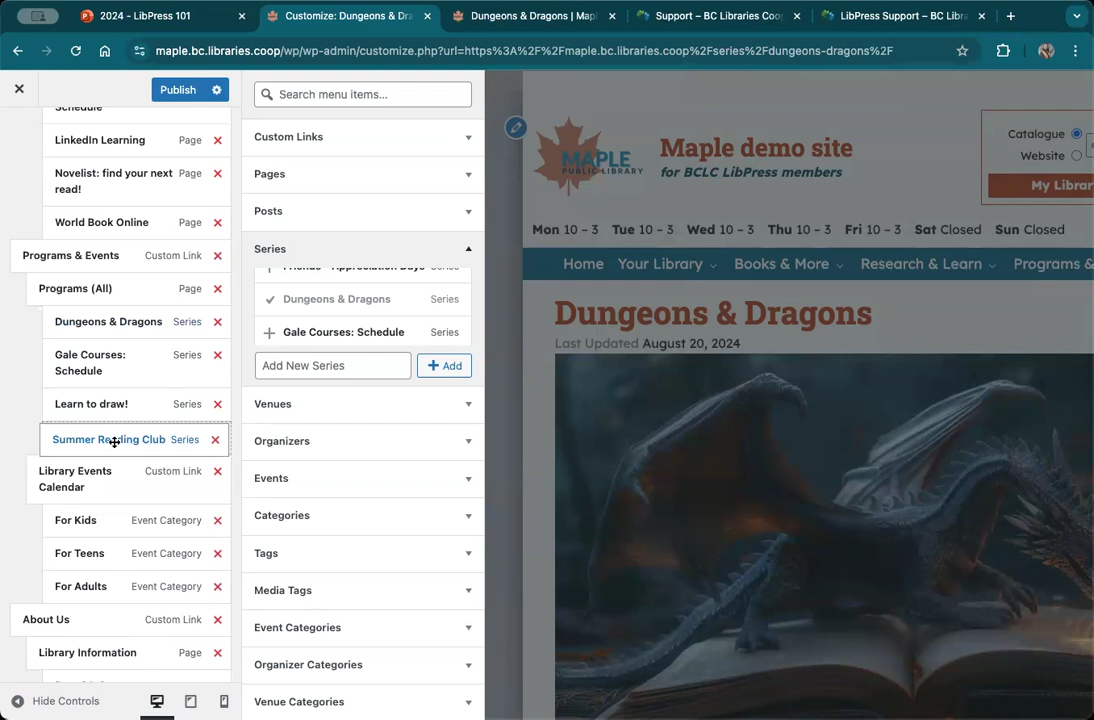 2024 - LibPress 101
Customize: Dungeons & Dra
Dungeons & Dragons | Map
Support – BC Libraries Coo
LibPress Support – BC Libra
maple.bc.libraries.coop/wp/wp-admin/customize.php?url=https%3A%2F%2Fmaple.bc.libraries.coop%2Fseries%2Fdungeons-dragons%2F
Publish
Schedule
LinkedIn Learning Page
Novelist: find your next Page
read!
World Book Online Page
Programs & Events Custom Link
Programs (All) Page
Dungeons & Dragons Series
Gale Courses: Series
Schedule
Learn to draw! Series
Summer Reading Club Series
Library Events Custom Link
Calendar
For Kids Event Category
For Teens Event Category
For Adults Event Category
About Us Custom Link
Library Information Page
Hide Controls
Search menu items...
Custom Links
Pages
Posts
Series
Friends' Appreciation Days Series
Dungeons & Dragons Series
Gale Courses: Schedule Series
Add New Series
Add
Venues
Organizers
Events
Categories
Tags
Media Tags
Event Categories
Organizer Categories
Venue Categories
MAPLE
PUBLIC LIBRARY
Maple demo site
for BCLC LibPress members
Catalogue
Website
My Librar
Mon 10 – 3 Tue 10 – 3 Wed 10 – 3 Thu 10 – 3 Fri 10 – 3 Sat Closed Sun Closed
Home Your Library Books & More Research & Learn Programs &
Dungeons & Dragons
Last Updated August 20, 2024